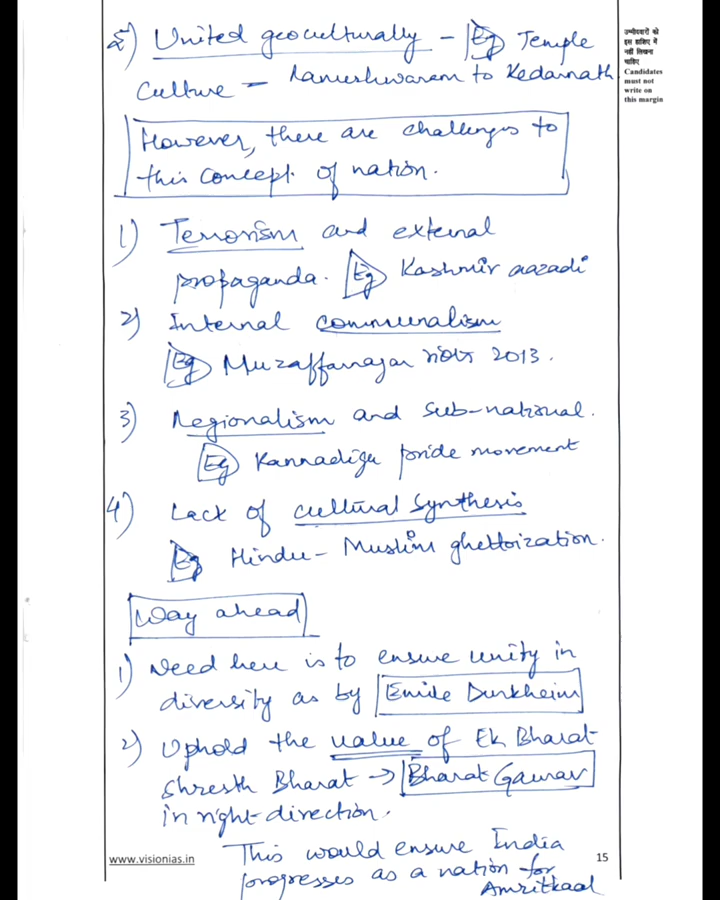 United geoculturally - Eg Temple
Culture - Rameshwaram to Kedarnath
उम्मीदवारों को
इस हाशिए में
नहीं लिखना
चाहिए
Candidates
must not
write on
this margin
However, there are challenges to
this concept of nation.
1) Terrorism and external
propaganda. Eg Kashmir aazadi
2) Internal communalism
Eg Muzaffarnagar riots 2013.
3) Regionalism and sub-national.
Eg Kannadiga pride movement
4) Lack of cultural synthesis
Eg Hindu-Muslim ghettoization.
Way ahead
1) Need here is to ensure unity in
diversity as by Emile Durkheim
2) Uphold the value of Ek Bharat
Shresth Bharat → Bharat Gaurav
in right direction.
This would ensure India
progresses as a nation for
Amritkaal
www.visionias.in
15